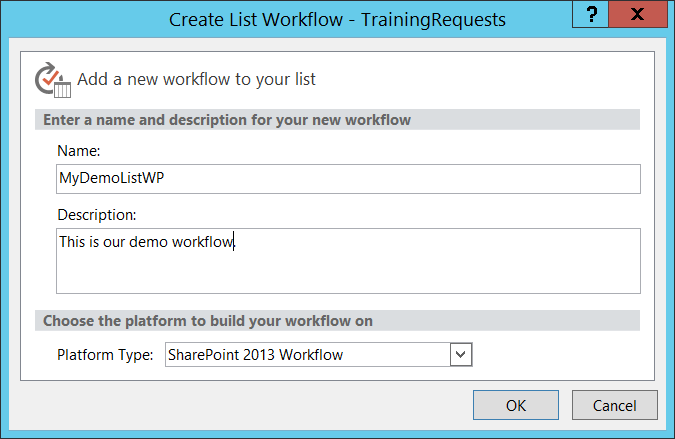 Create List Workflow - TrainingRequests
? X
Add a new workflow to your list
Enter a name and description for your new workflow
Name:
MyDemoListWP
Description:
This is our demo workflow.
Choose the platform to build your workflow on
Platform Type: SharePoint 2013 Workflow
OK Cancel